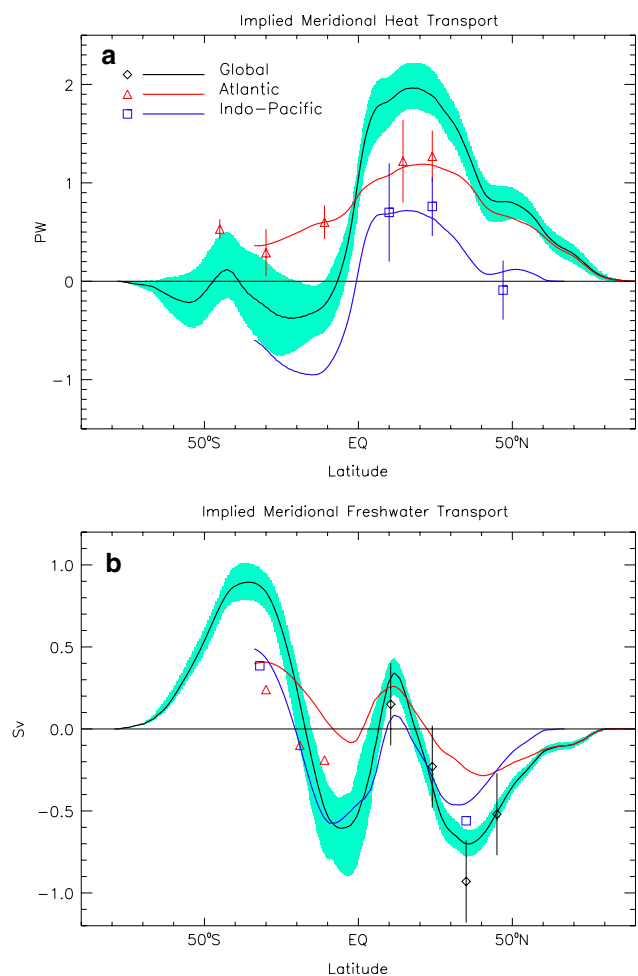 Implied Meridional Heat Transport
a
Global
Atlantic
Indo-Pacific
2
1
0
-1
PW
50°S
EQ
50°N
Latitude
Implied Meridional Freshwater Transport
b
1.0
0.5
0.0
-0.5
-1.0
Sv
50°S
EQ
50°N
Latitude